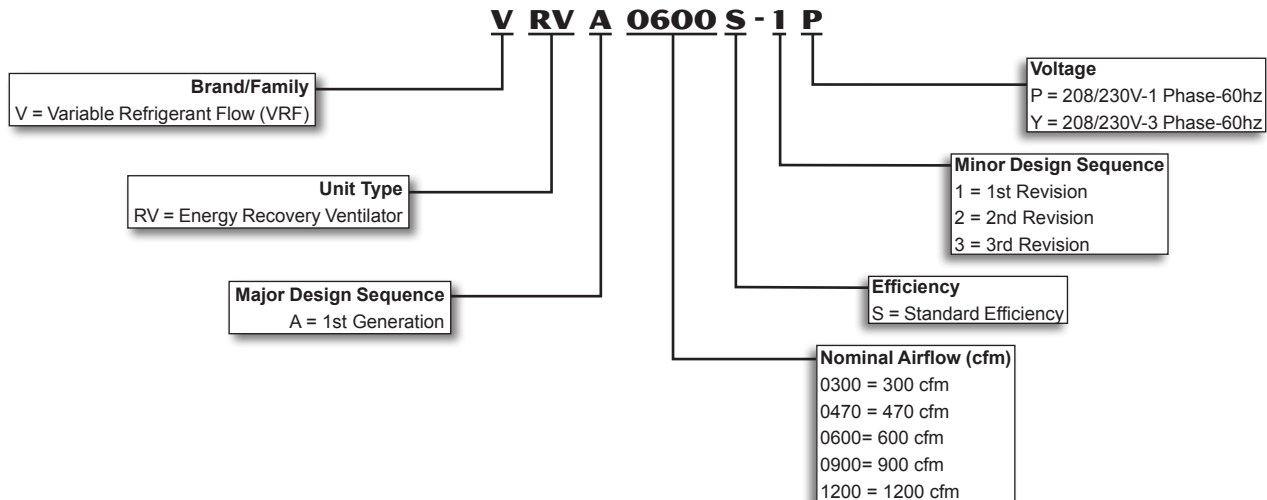 V RV A 0600 S - 1 P
Brand/Family
V = Variable Refrigerant Flow (VRF)
Unit Type
RV = Energy Recovery Ventilator
Major Design Sequence
A = 1st Generation
Voltage
P = 208/230V-1 Phase-60hz
Y = 208/230V-3 Phase-60hz
Minor Design Sequence
1 = 1st Revision
2 = 2nd Revision
3 = 3rd Revision
Efficiency
S = Standard Efficiency
Nominal Airflow (cfm)
0300 = 300 cfm
0470 = 470 cfm
0600= 600 cfm
0900= 900 cfm
1200 = 1200 cfm